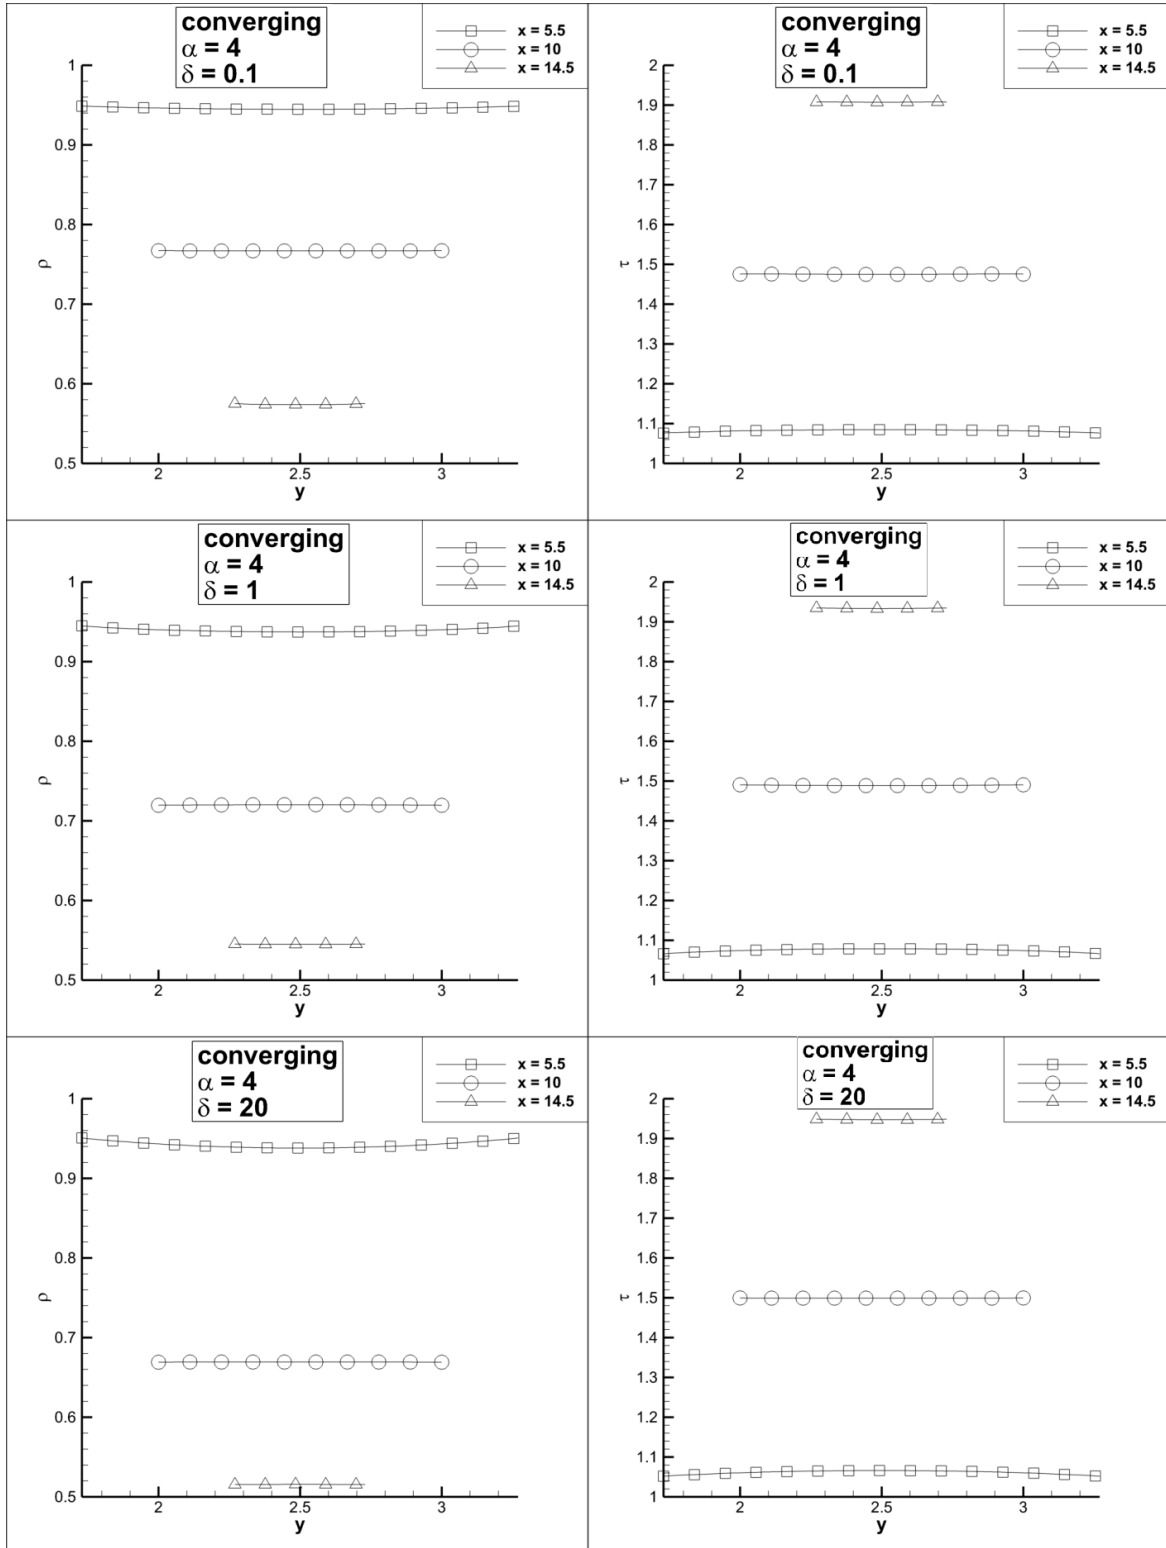 converging
α = 4
δ = 0.1
x = 5.5
x = 10
x = 14.5
1
0.9
0.8
0.7
0.6
0.5
ρ
2
2.5
3
y
converging
α = 4
δ = 0.1
x = 5.5
x = 10
x = 14.5
2
1.9
1.8
1.7
1.6
1.5
1.4
1.3
1.2
1.1
1
τ
2
2.5
3
y
converging
α = 4
δ = 1
x = 5.5
x = 10
x = 14.5
1
0.9
0.8
0.7
0.6
0.5
ρ
2
2.5
3
y
converging
α = 4
δ = 1
x = 5.5
x = 10
x = 14.5
2
1.9
1.8
1.7
1.6
1.5
1.4
1.3
1.2
1.1
1
τ
2
2.5
3
y
converging
α = 4
δ = 20
x = 5.5
x = 10
x = 14.5
1
0.9
0.8
0.7
0.6
0.5
ρ
2
2.5
3
y
converging
α = 4
δ = 20
x = 5.5
x = 10
x = 14.5
2
1.9
1.8
1.7
1.6
1.5
1.4
1.3
1.2
1.1
1
τ
2
2.5
3
y